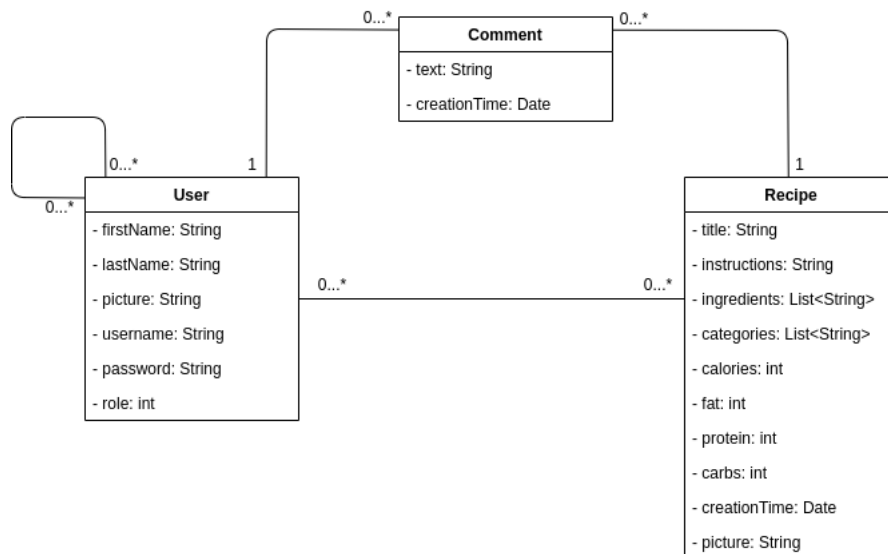 0...*
Comment
0...*
- text: String
- creationTime: Date
0...*
1
1
0...*
User
- firstName: String
- lastName: String
- picture: String
- username: String
- password: String
- role: int
0...*
0...*
Recipe
- title: String
- instructions: String
- ingredients: List<String>
- categories: List<String>
- calories: int
- fat: int
- protein: int
- carbs: int
- creationTime: Date
- picture: String